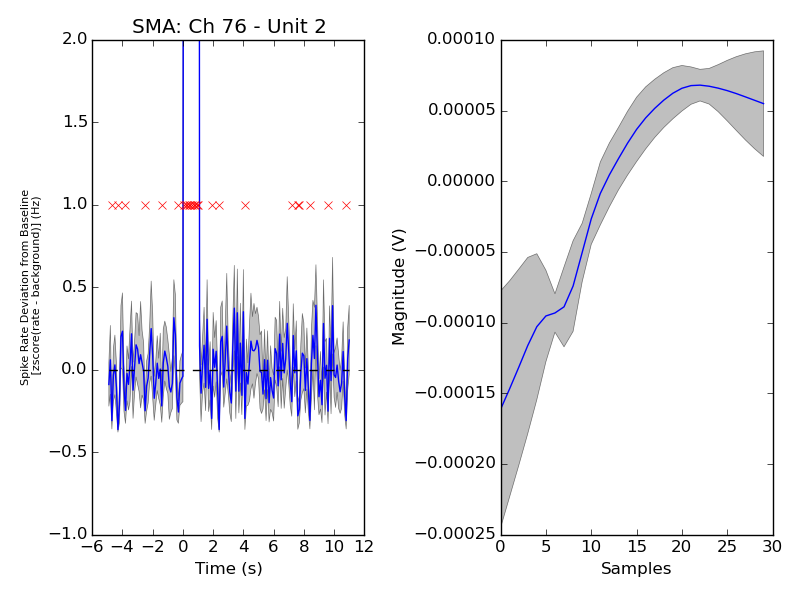 SMA: Ch 76 - Unit 2
Spike Rate Deviation from Baseline
[zscore(rate - background)] (Hz)
2.0
1.5
1.0
0.5
0.0
−0.5
−1.0
−6 −4 −2 0 2 4 6 8 10 12
Time (s)
Magnitude (V)
0.00010
0.00005
0.00000
−0.00005
−0.00010
−0.00015
−0.00020
−0.00025
0 5 10 15 20 25 30
Samples